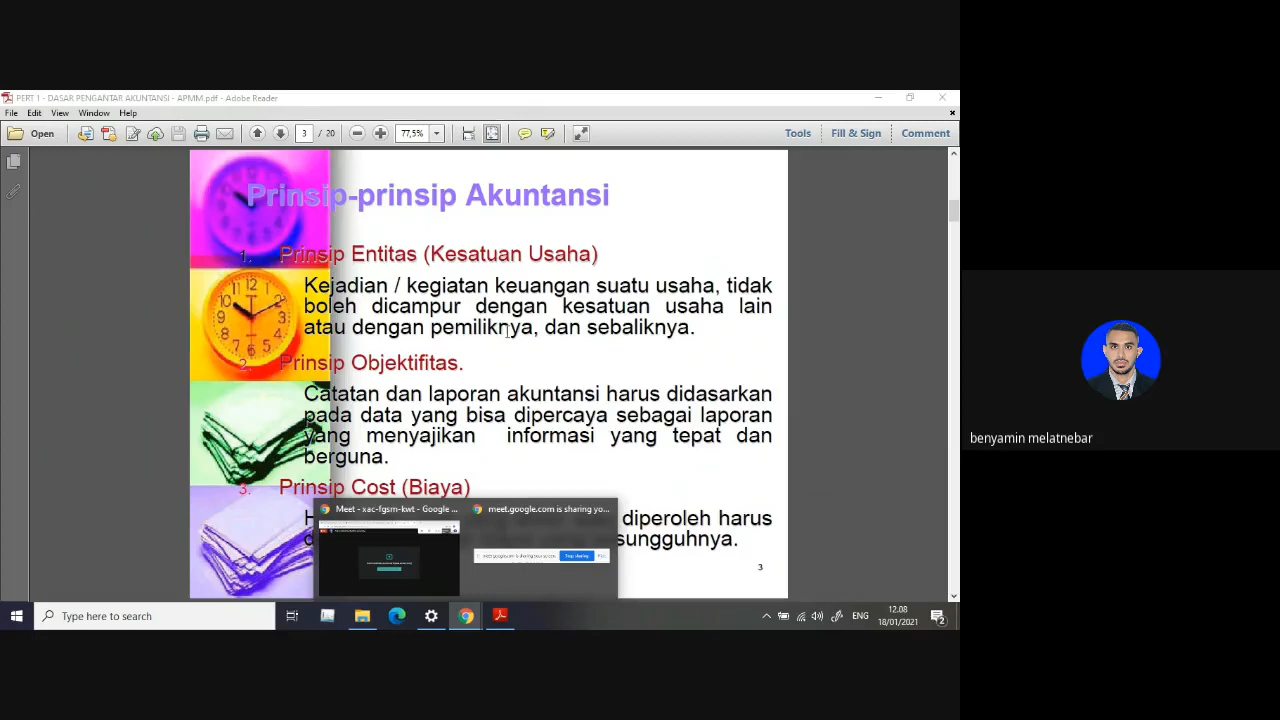 PERT 1 - DASAR PENGANTAR AKUNTANSI - APMM.pdf - Adobe Reader
File Edit View Window Help
Open 3 / 20 77,5% Tools Fill & Sign Comment
Prinsip-prinsip Akuntansi
1. Prinsip Entitas (Kesatuan Usaha)
Kejadian / kegiatan keuangan suatu usaha, tidak
boleh dicampur dengan kesatuan usaha lain
atau dengan pemiliknya, dan sebaliknya.
2. Prinsip Objektifitas.
Catatan dan laporan akuntansi harus didasarkan
pada data yang bisa dipercaya sebagai laporan
yang menyajikan informasi yang tepat dan
berguna.
3. Prinsip Cost (Biaya)
Meet - xac-fgsm-kwt - Google ... meet.google.com is sharing yo...
diperoleh harus
sungguhnya.
Stop sharing
3
Type here to search
ENG
12.08
18/01/2021
2
benyamin melatnebar